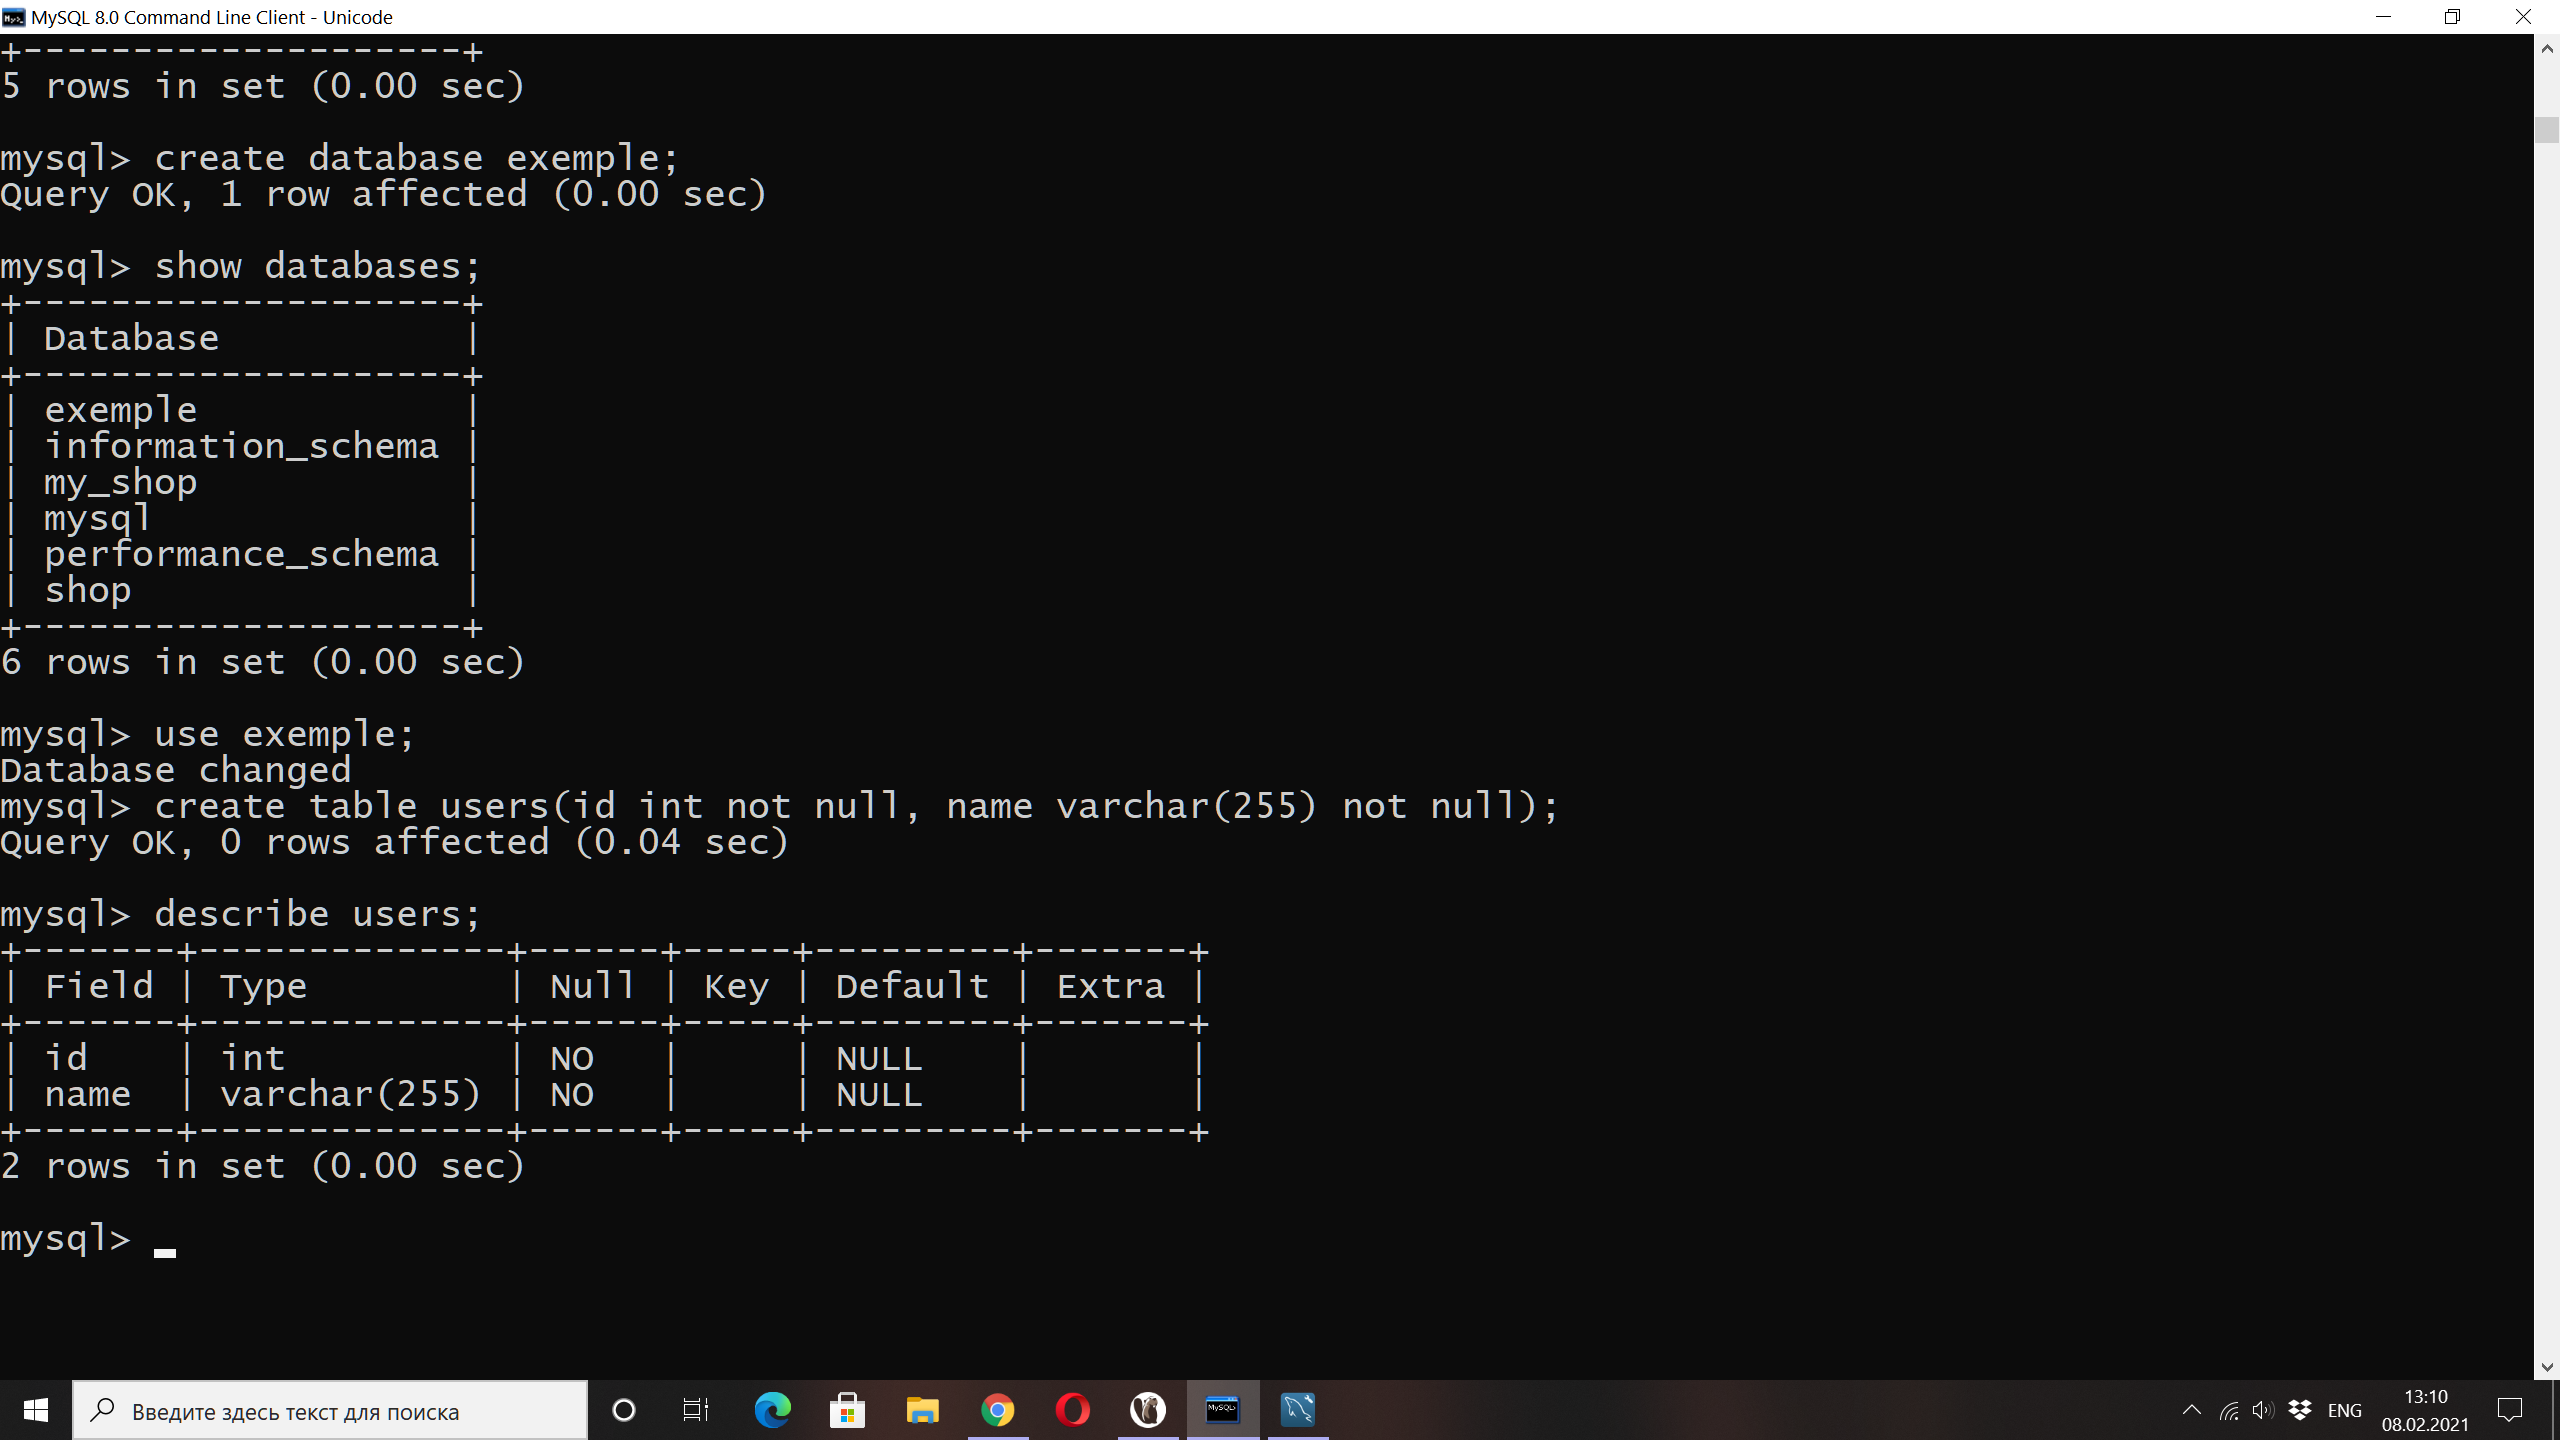 MySQL 8.0 Command Line Client - Unicode
+--------------------+
5 rows in set (0.00 sec)
mysql> create database exemple;
Query OK, 1 row affected (0.00 sec)
mysql> show databases;
+--------------------+
| Database           |
+--------------------+
| exemple            |
| information_schema |
| my_shop            |
| mysql              |
| performance_schema |
| shop               |
+--------------------+
6 rows in set (0.00 sec)
mysql> use exemple;
Database changed
mysql> create table users(id int not null, name varchar(255) not null);
Query OK, 0 rows affected (0.04 sec)
mysql> describe users;
+-------+--------------+------+-----+---------+-------+
| Field | Type         | Null | Key | Default | Extra |
+-------+--------------+------+-----+---------+-------+
| id    | int          | NO   |     | NULL    |       |
| name  | varchar(255) | NO   |     | NULL    |       |
+-------+--------------+------+-----+---------+-------+
2 rows in set (0.00 sec)
mysql> _
Введите здесь текст для поиска
MySQL>
ENG
13:10
08.02.2021